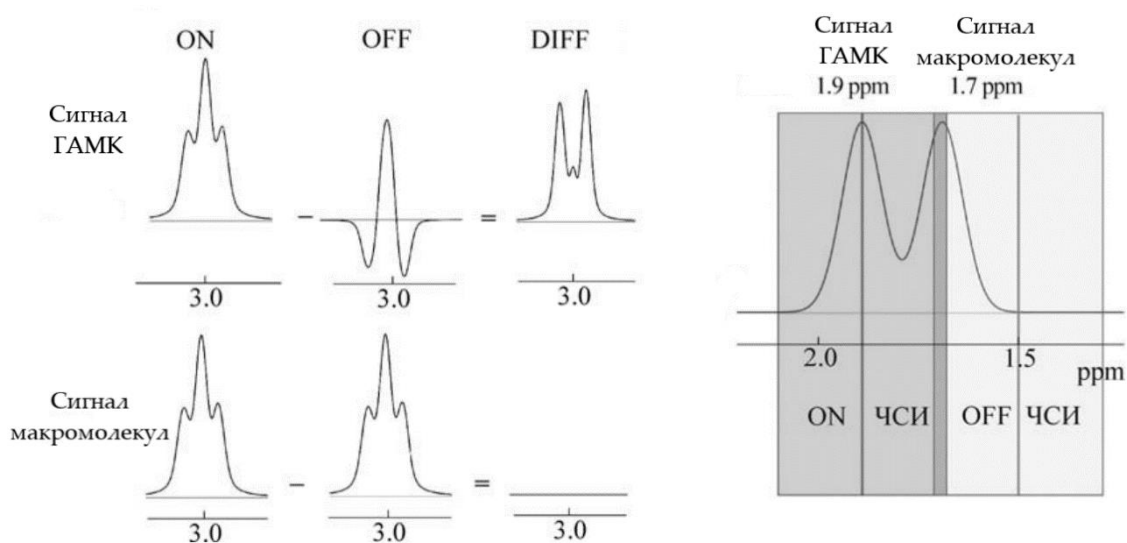 ON OFF DIFF
Сигнал
ГАМК
− = 
3.0 3.0 3.0
Сигнал
макромолекул
− =
3.0 3.0 3.0
Сигнал
ГАМК
1.9 ppm
Сигнал
макромолекул
1.7 ppm
2.0 1.5
ppm
ON ЧСИ OFF ЧСИ